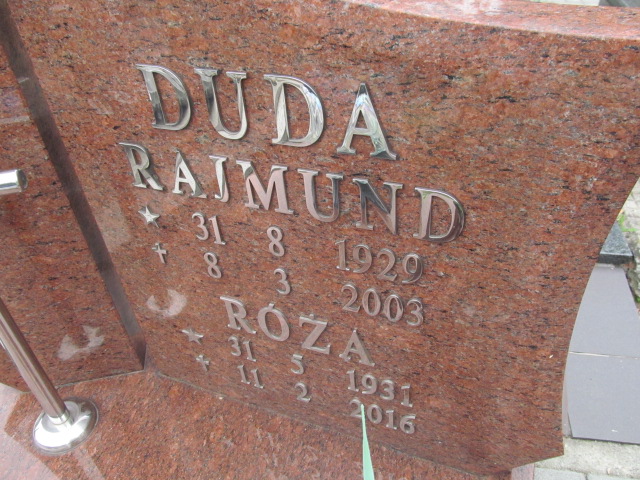 DUDA
RAJMUND
* 31 8 1929
✝ 8 3 2003
RÓŻA
* 31 5 1931
✝ 11 2 2016